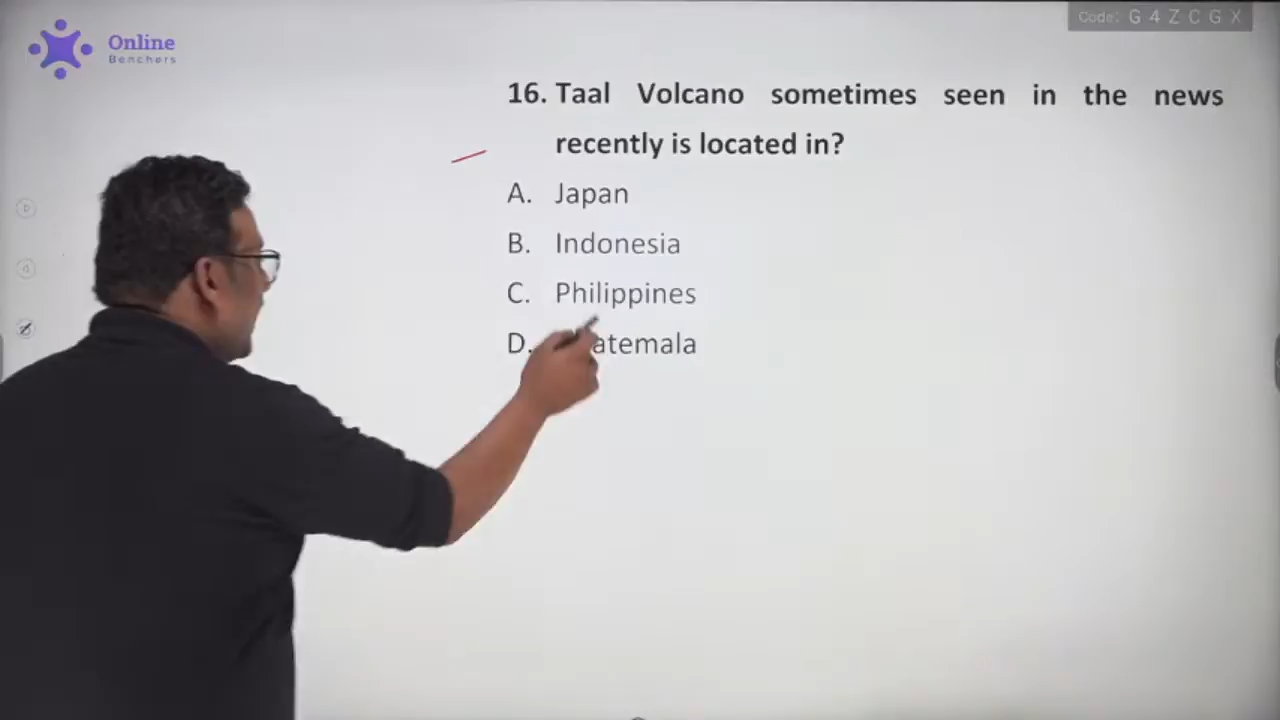 Online
Benchers
Code: G 4 Z C G X
16. Taal Volcano sometimes seen in the news
recently is located in?
A. Japan
B. Indonesia
C. Philippines
D. atemala